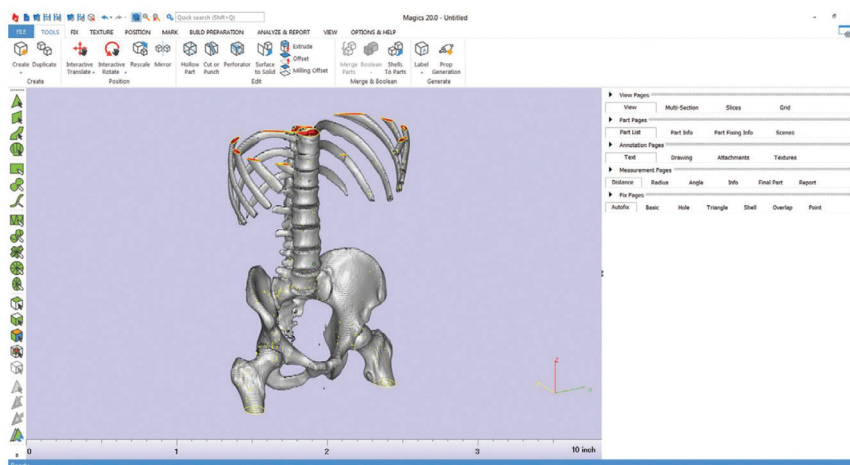 Quick search (Shift+Q)
Magics 20.0 - Untitled
FILE TOOLS FIX TEXTURE POSITION MARK BUILD PREPARATION ANALYZE & REPORT VIEW OPTIONS & HELP
Create Duplicate Interactive Translate Interactive Rotate Rescale Mirror Hollow Part Cut or Punch Perforator Surface to Solid Extrude Offset Milling Offset Merge Parts Boolean Shells To Parts Label Prop Generation
Create Position Edit Merge & Boolean Generate
View Pages
View Multi-Section Slices Grid
Part Pages
Part List Part Info Part Fixing Info Scenes
Annotation Pages
Text Drawing Attachments Textures
Measurement Pages
Distance Radius Angle Info Final Part Report
Fix Pages
Autofix Basic Hole Triangle Shell Overlap Point
Z
0 1 2 3 10 inch